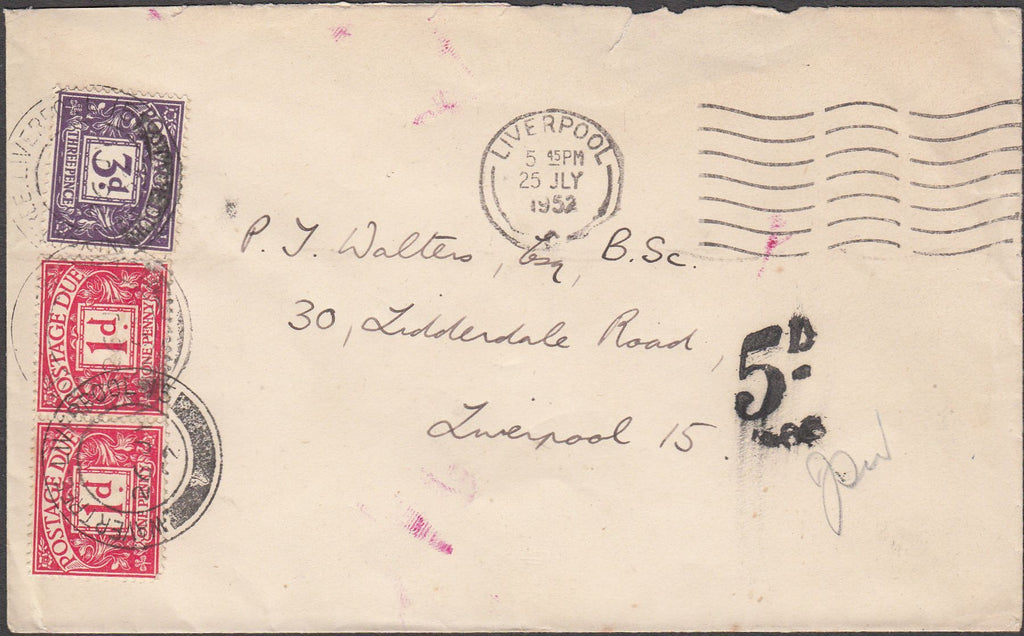 LIVERPOOL
5 45PM
25 JLY
1952
3d.
THREE PENCE
POSTAGE DUE
1d
ONE PENNY
POSTAGE DUE
1d
ONE PENNY
P. J. Walters, Esq, B.Sc.
30, Lidderdale Road,
Liverpool 15.
5D